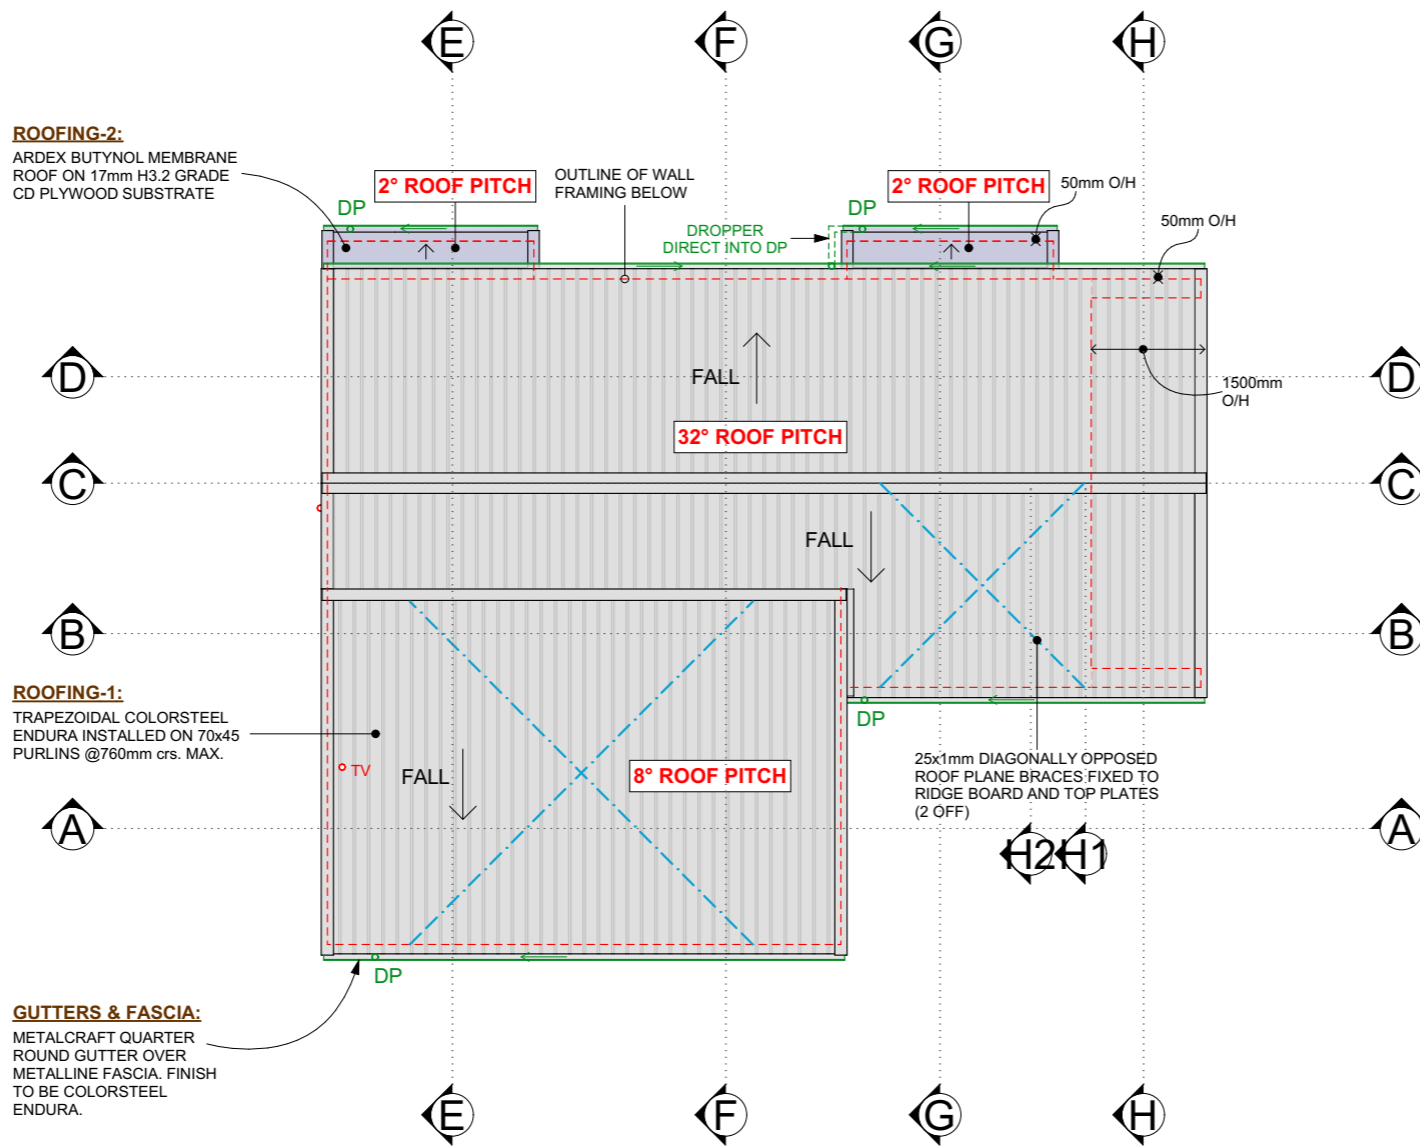 E
F
G
H
ROOFING-2:
ARDEX BUTYNOL MEMBRANE
ROOF ON 17mm H3.2 GRADE
CD PLYWOOD SUBSTRATE
2° ROOF PITCH
OUTLINE OF WALL
FRAMING BELOW
2° ROOF PITCH
50mm O/H
50mm O/H
DP
DROPPER
DIRECT INTO DP
DP
D
FALL
D
1500mm
O/H
32° ROOF PITCH
C
C
FALL
B
B
ROOFING-1:
TRAPEZOIDAL COLORSTEEL
ENDURA INSTALLED ON 70x45
PURLINS @760mm crs. MAX.
TV
FALL
8° ROOF PITCH
DP
25x1mm DIAGONALLY OPPOSED
ROOF PLANE BRACES FIXED TO
RIDGE BOARD AND TOP PLATES
(2 OFF)
A
A
H2
H1
DP
GUTTERS & FASCIA:
METALCRAFT QUARTER
ROUND GUTTER OVER
METALLINE FASCIA. FINISH
TO BE COLORSTEEL
ENDURA.
E
F
G
H